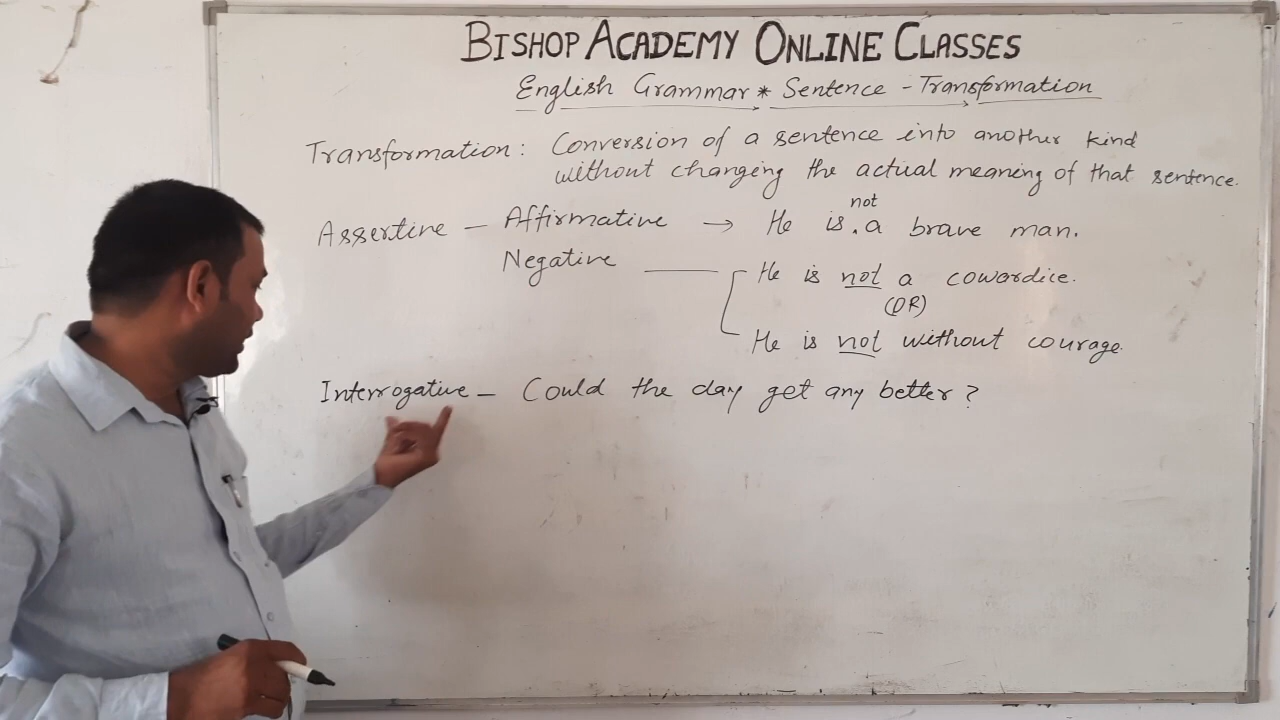 BISHOP ACADEMY ONLINE CLASSES
English Grammar * Sentence - Transformation
Transformation: Conversion of a sentence into another kind
without changing the actual meaning of that sentence.
Assertive - Affirmative → He is. a brave man.
not
Negative — He is not a cowardice.
(OR)
He is not without courage.
Interrogative - Could the day get any better?